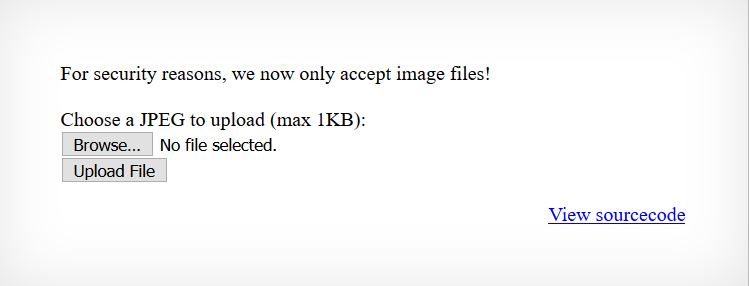 For security reasons, we now only accept image files!
Choose a JPEG to upload (max 1KB):
Browse... No file selected.
Upload File
View sourcecode